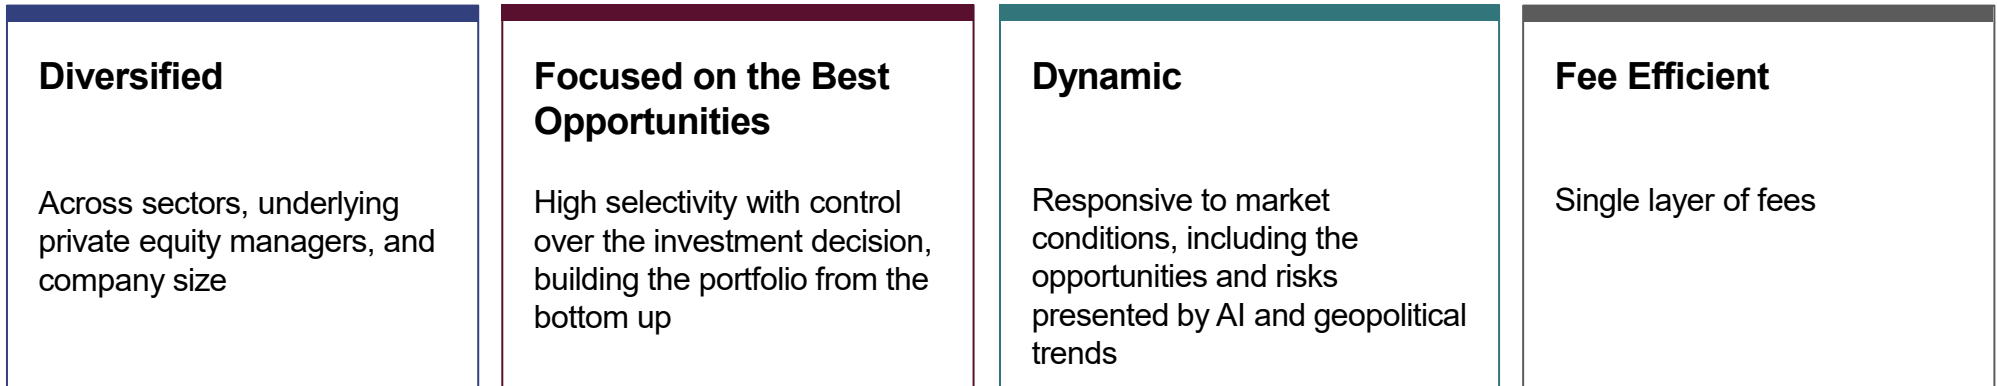 Diversified
Across sectors, underlying
private equity managers, and
company size
Focused on the Best
Opportunities
High selectivity with control
over the investment decision,
building the portfolio from the
bottom up
Dynamic
Responsive to market
conditions, including the
opportunities and risks
presented by AI and geopolitical
trends
Fee Efficient
Single layer of fees